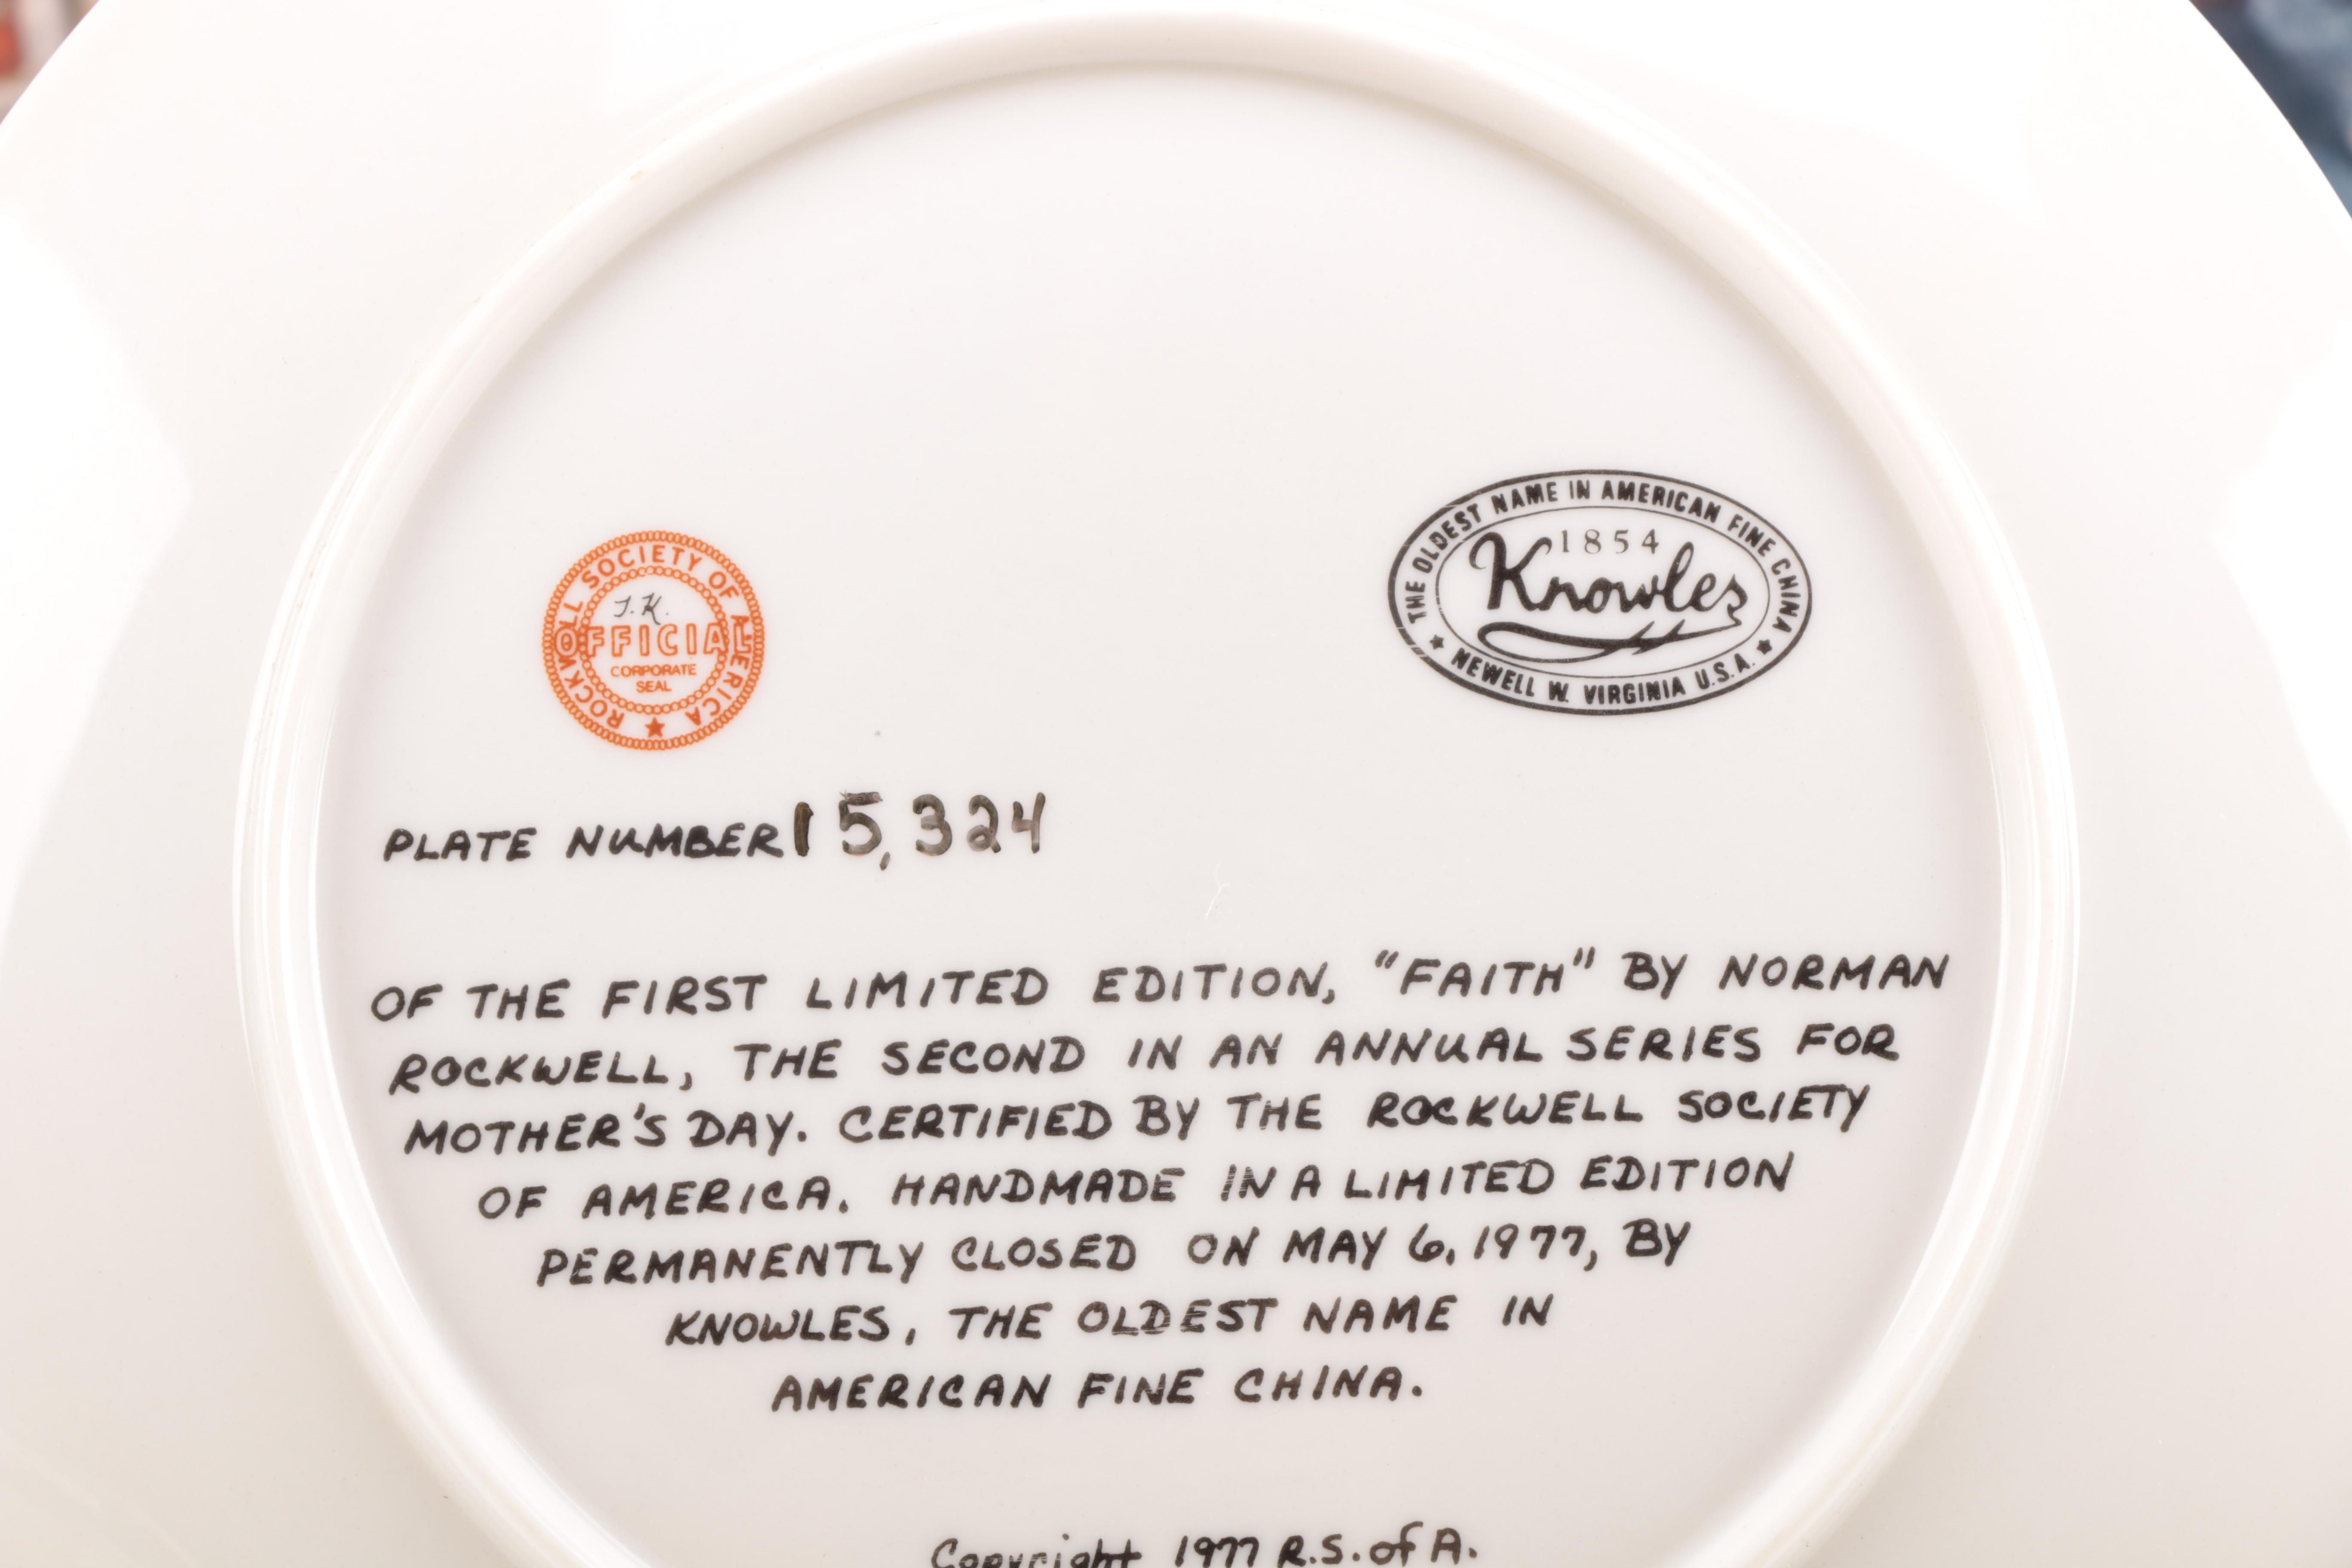 ROCKWELL SOCIETY OF AMERICA
J.K.
OFFICIAL
CORPORATE
SEAL
THE OLDEST NAME IN AMERICAN FINE CHINA
1854
Knowles
NEWELL W. VIRGINIA U.S.A.
PLATE NUMBER 15,324
OF THE FIRST LIMITED EDITION, "FAITH" BY NORMAN
ROCKWELL, THE SECOND IN AN ANNUAL SERIES FOR
MOTHER'S DAY. CERTIFIED BY THE ROCKWELL SOCIETY
OF AMERICA. HANDMADE IN A LIMITED EDITION
PERMANENTLY CLOSED ON MAY 6, 1977, BY
KNOWLES, THE OLDEST NAME IN
AMERICAN FINE CHINA.
Copyright 1977 R.S. of A.